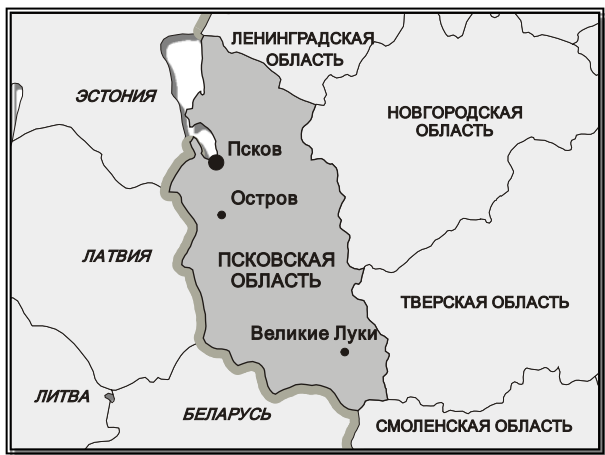 ЛЕНИНГРАДСКАЯ
ОБЛАСТЬ
ЭСТОНИЯ
НОВГОРОДСКАЯ
ОБЛАСТЬ
Псков
Остров
ЛАТВИЯ
ПСКОВСКАЯ
ОБЛАСТЬ
ТВЕРСКАЯ ОБЛАСТЬ
Великие Луки
ЛИТВА
БЕЛАРУСЬ
СМОЛЕНСКАЯ ОБЛАСТЬ